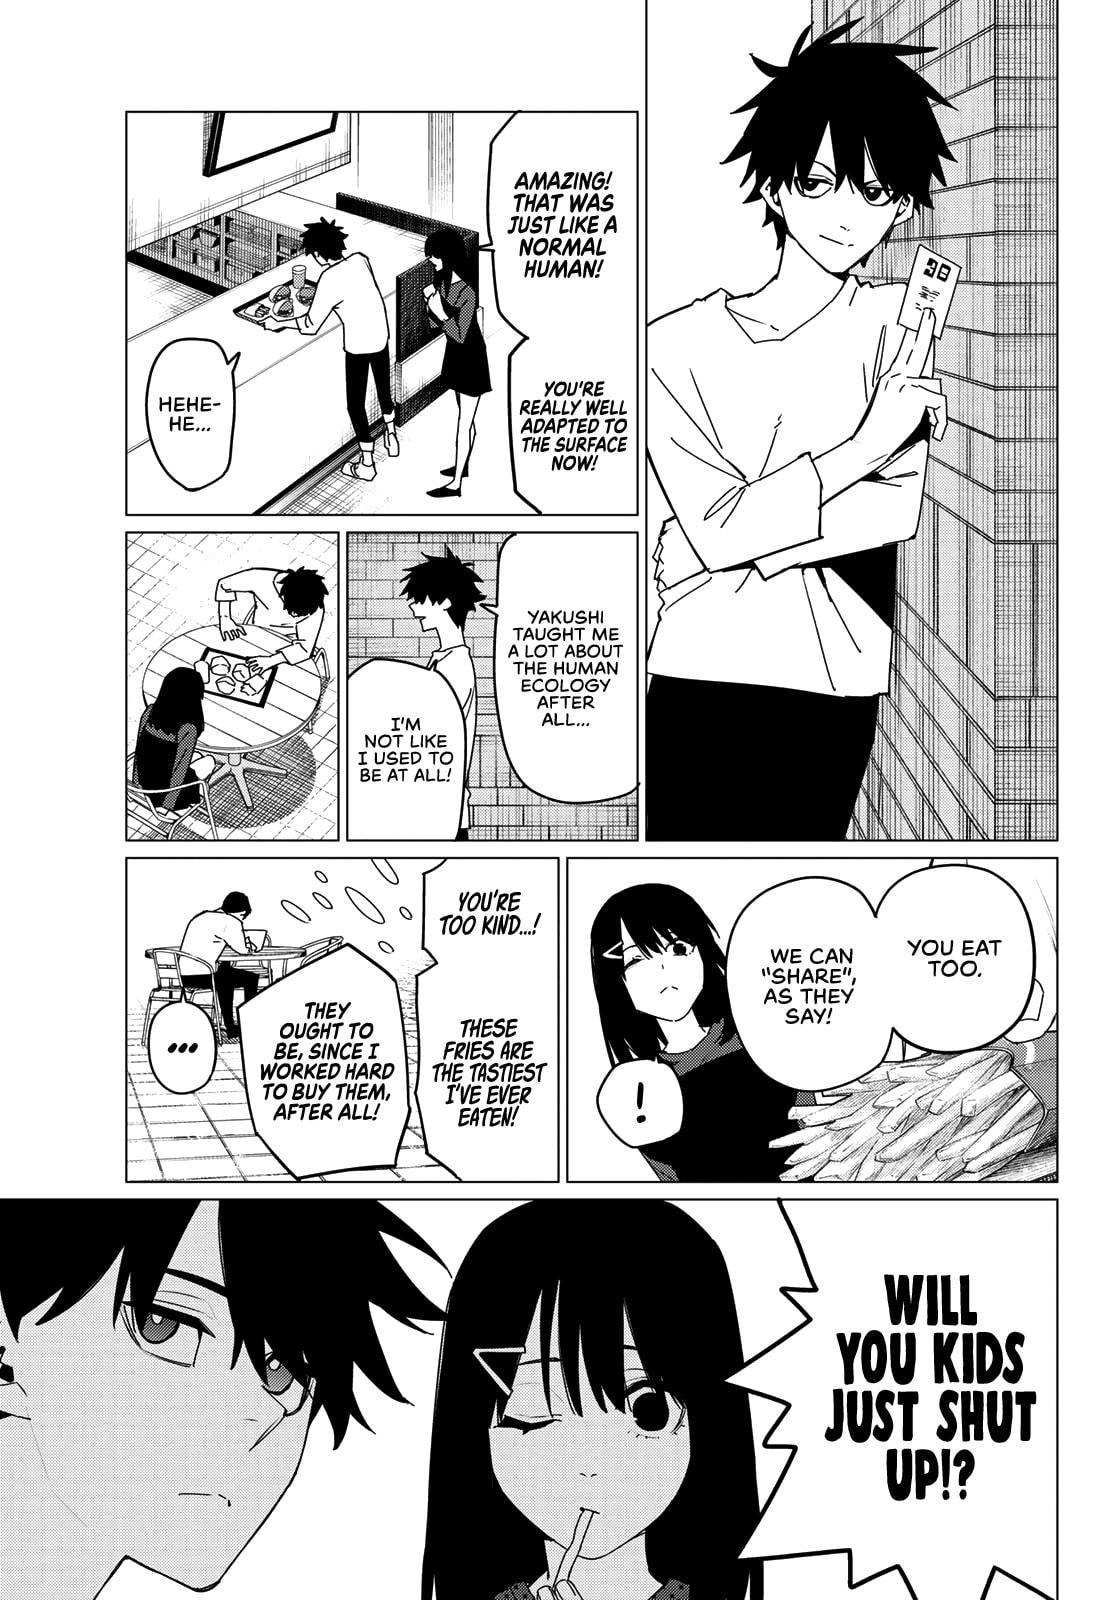 38
AMAZING!
THAT WAS
JUST LIKE A
NORMAL
HUMAN!
YOU'RE
REALLY WELL
ADAPTED TO
THE SURFACE
NOW!
HEHE-
HE...
YAKUSHI
TAUGHT ME
A LOT ABOUT
THE HUMAN
ECOLOGY
AFTER
ALL...
I'M
NOT LIKE
I USED TO
BE AT ALL!
YOU EAT
TOO.
WE CAN
"SHARE",
AS THEY
SAY!
!
YOU'RE
TOO KIND...!
THESE
FRIES ARE
THE TASTIEST
I'VE EVER
EATEN!
THEY
OUGHT TO
BE, SINCE I
WORKED HARD
TO BUY THEM,
AFTER ALL!
...
WILL
YOU KIDS
JUST SHUT
UP!?